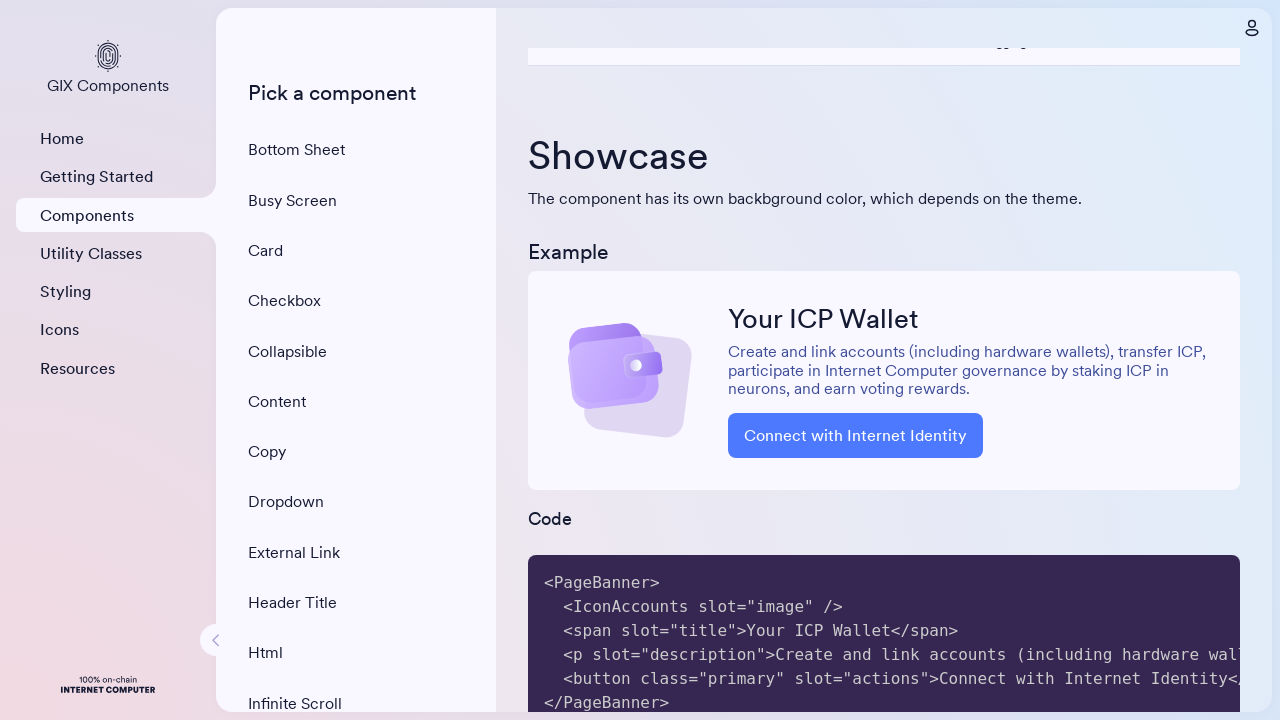 GIX Components
Home
Getting Started
Components
Utility Classes
Styling
Icons
Resources
100% on-chain
INTERNET COMPUTER
Pick a component
Bottom Sheet
Busy Screen
Card
Checkbox
Collapsible
Content
Copy
Dropdown
External Link
Header Title
Html
Infinite Scroll
Showcase
The component has its own backbground color, which depends on the theme.
Example
Your ICP Wallet
Create and link accounts (including hardware wallets), transfer ICP,
participate in Internet Computer governance by staking ICP in
neurons, and earn voting rewards.
Connect with Internet Identity
Code
<PageBanner>
<IconAccounts slot="image" />
<span slot="title">Your ICP Wallet</span>
<p slot="description">Create and link accounts (including hardware wal
<button class="primary" slot="actions">Connect with Internet Identity</
</PageBanner>